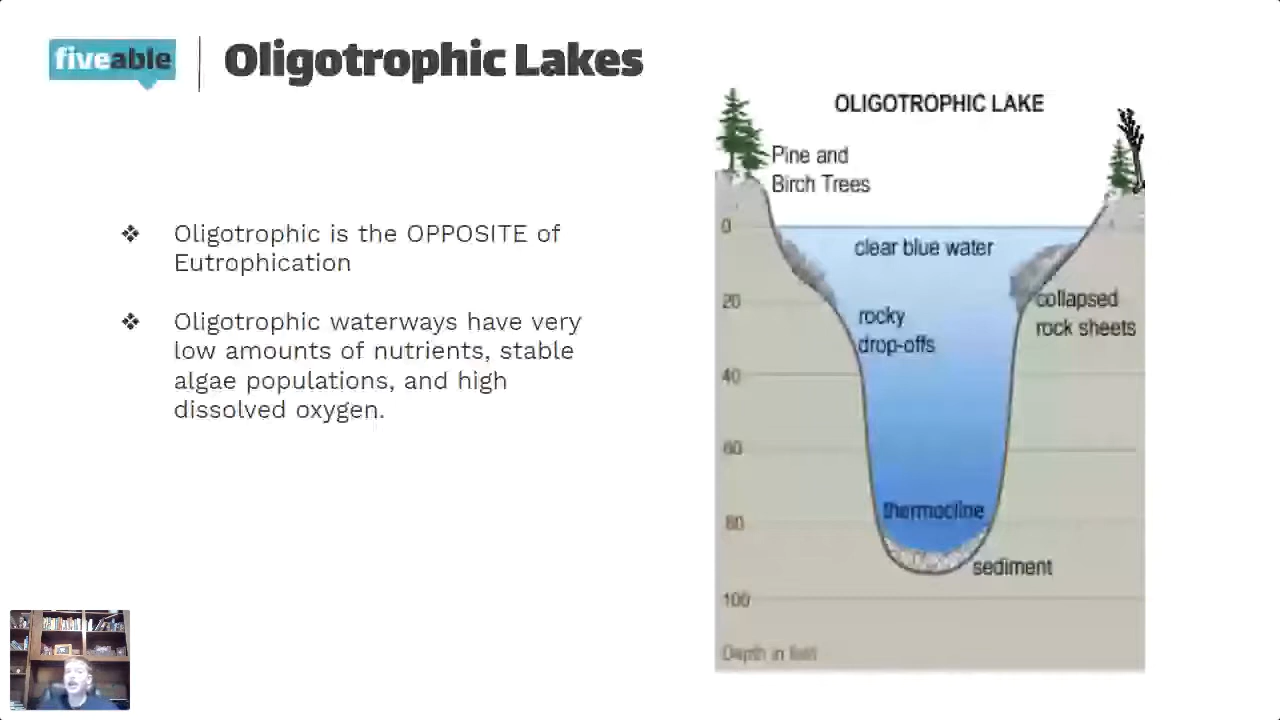 fiveable
Oligotrophic Lakes
❖ Oligotrophic is the OPPOSITE of
Eutrophication
❖ Oligotrophic waterways have very
low amounts of nutrients, stable
algae populations, and high
dissolved oxygen.
OLIGOTROPHIC LAKE
Pine and
Birch Trees
0
clear blue water
20
collapsed
rock sheets
rocky
drop-offs
40
60
thermocline
80
sediment
100
Depth in feet